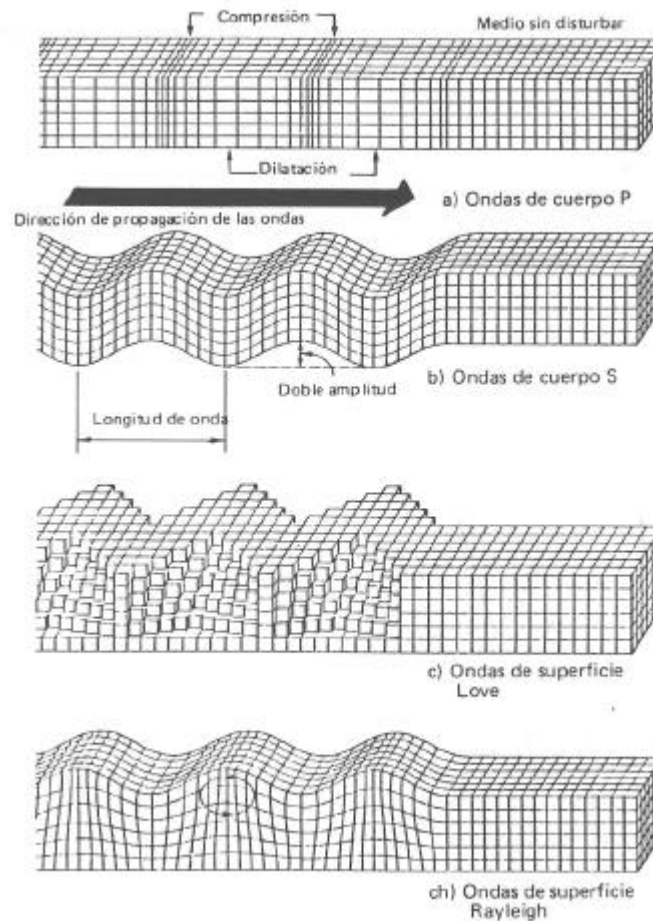 Compresión
Medio sin disturbar
Dilatación
a) Ondas de cuerpo P
Dirección de propagación de las ondas
b) Ondas de cuerpo S
Doble amplitud
Longitud de onda
c) Ondas de superficie
Love
ch) Ondas de superficie
Rayleigh